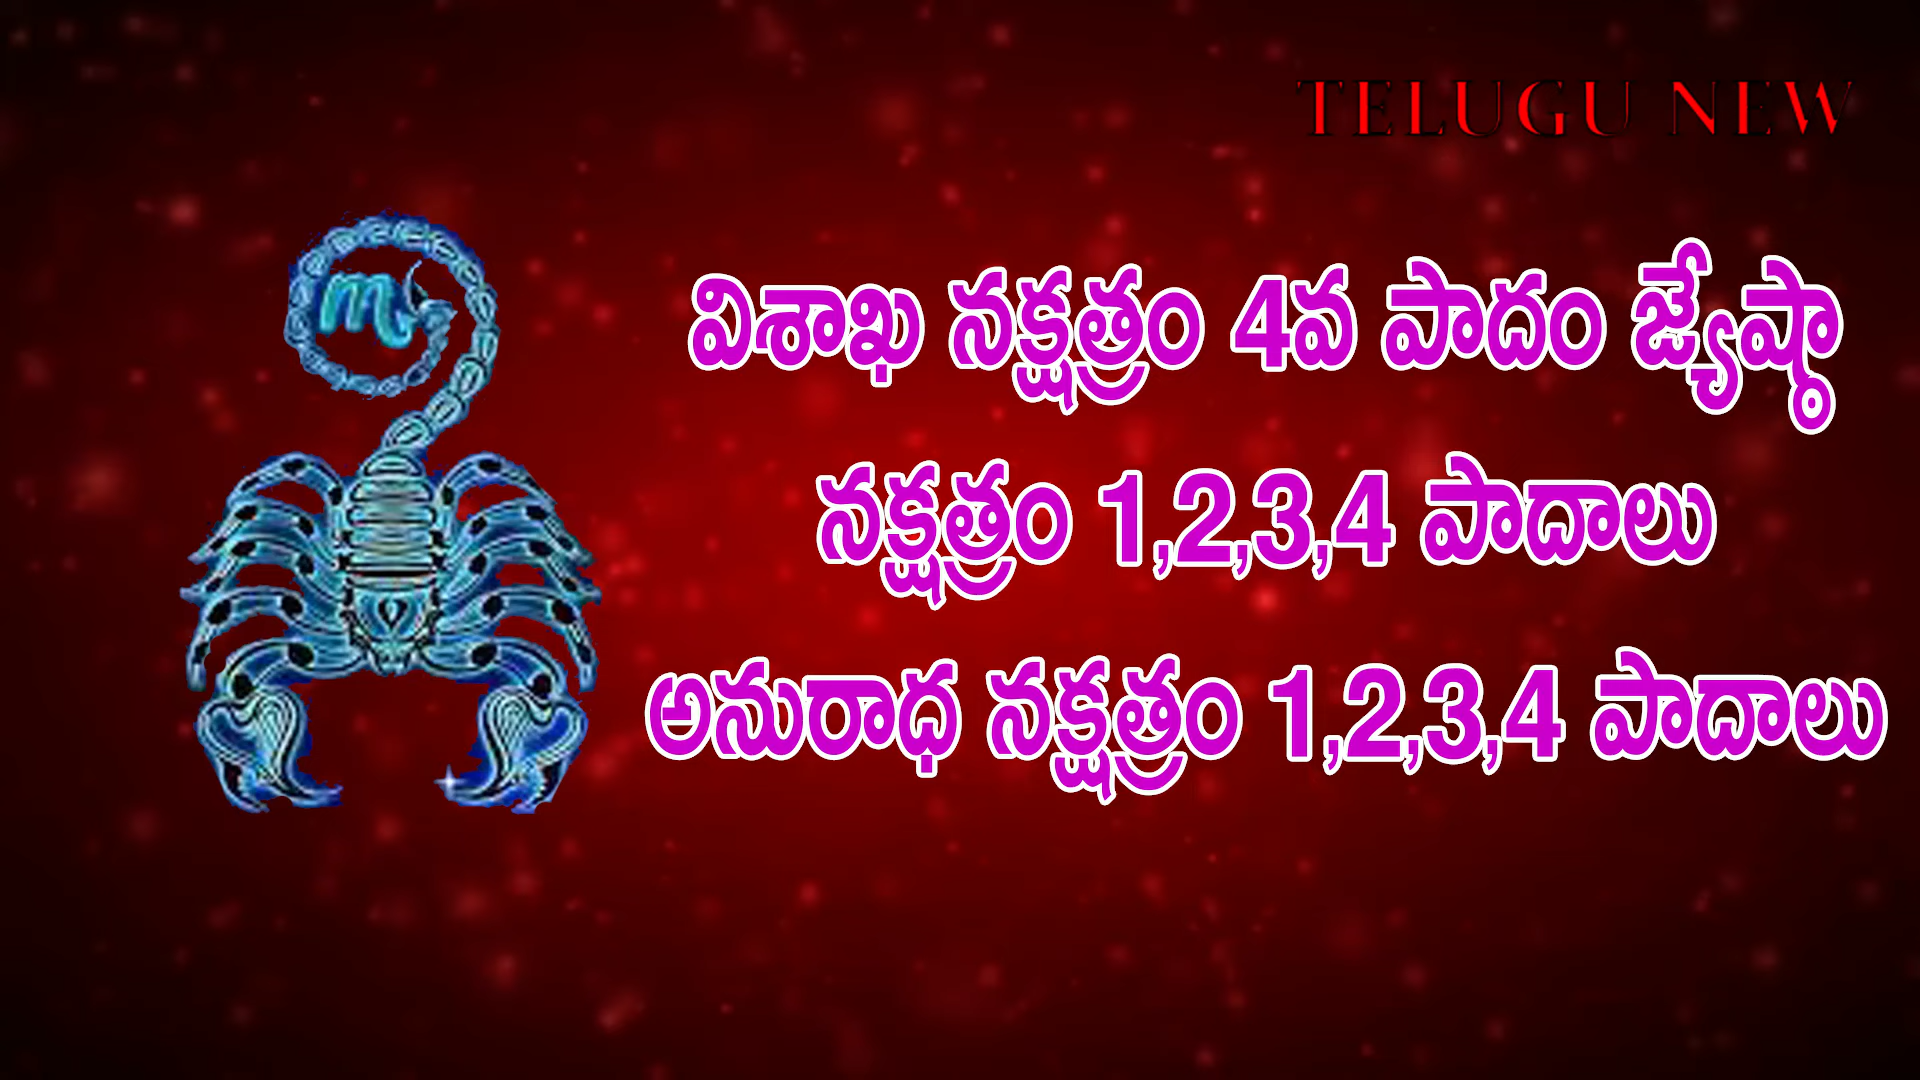 TELUGU NEW
విశాఖ నక్షత్రం 4వ పాదం జ్యేష్ఠా
నక్షత్రం 1,2,3,4 పాదాలు
అనురాధ నక్షత్రం 1,2,3,4 పాదాలు
m